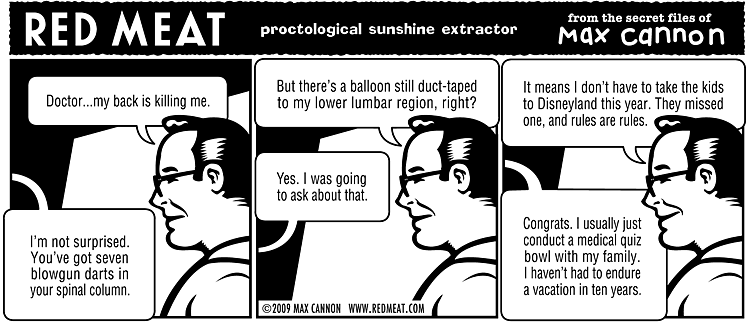 RED MEAT
proctological sunshine extractor
from the secret files of
Max cannon
Doctor...my back is killing me.
I'm not surprised.
You've got seven
blowgun darts in
your spinal column.
But there's a balloon still duct-taped
to my lower lumbar region, right?
Yes. I was going
to ask about that.
©2009 MAX CANNON WWW.REDMEAT.COM
It means I don't have to take the kids
to Disneyland this year. They missed
one, and rules are rules.
Congrats. I usually just
conduct a medical quiz
bowl with my family.
I haven't had to endure
a vacation in ten years.